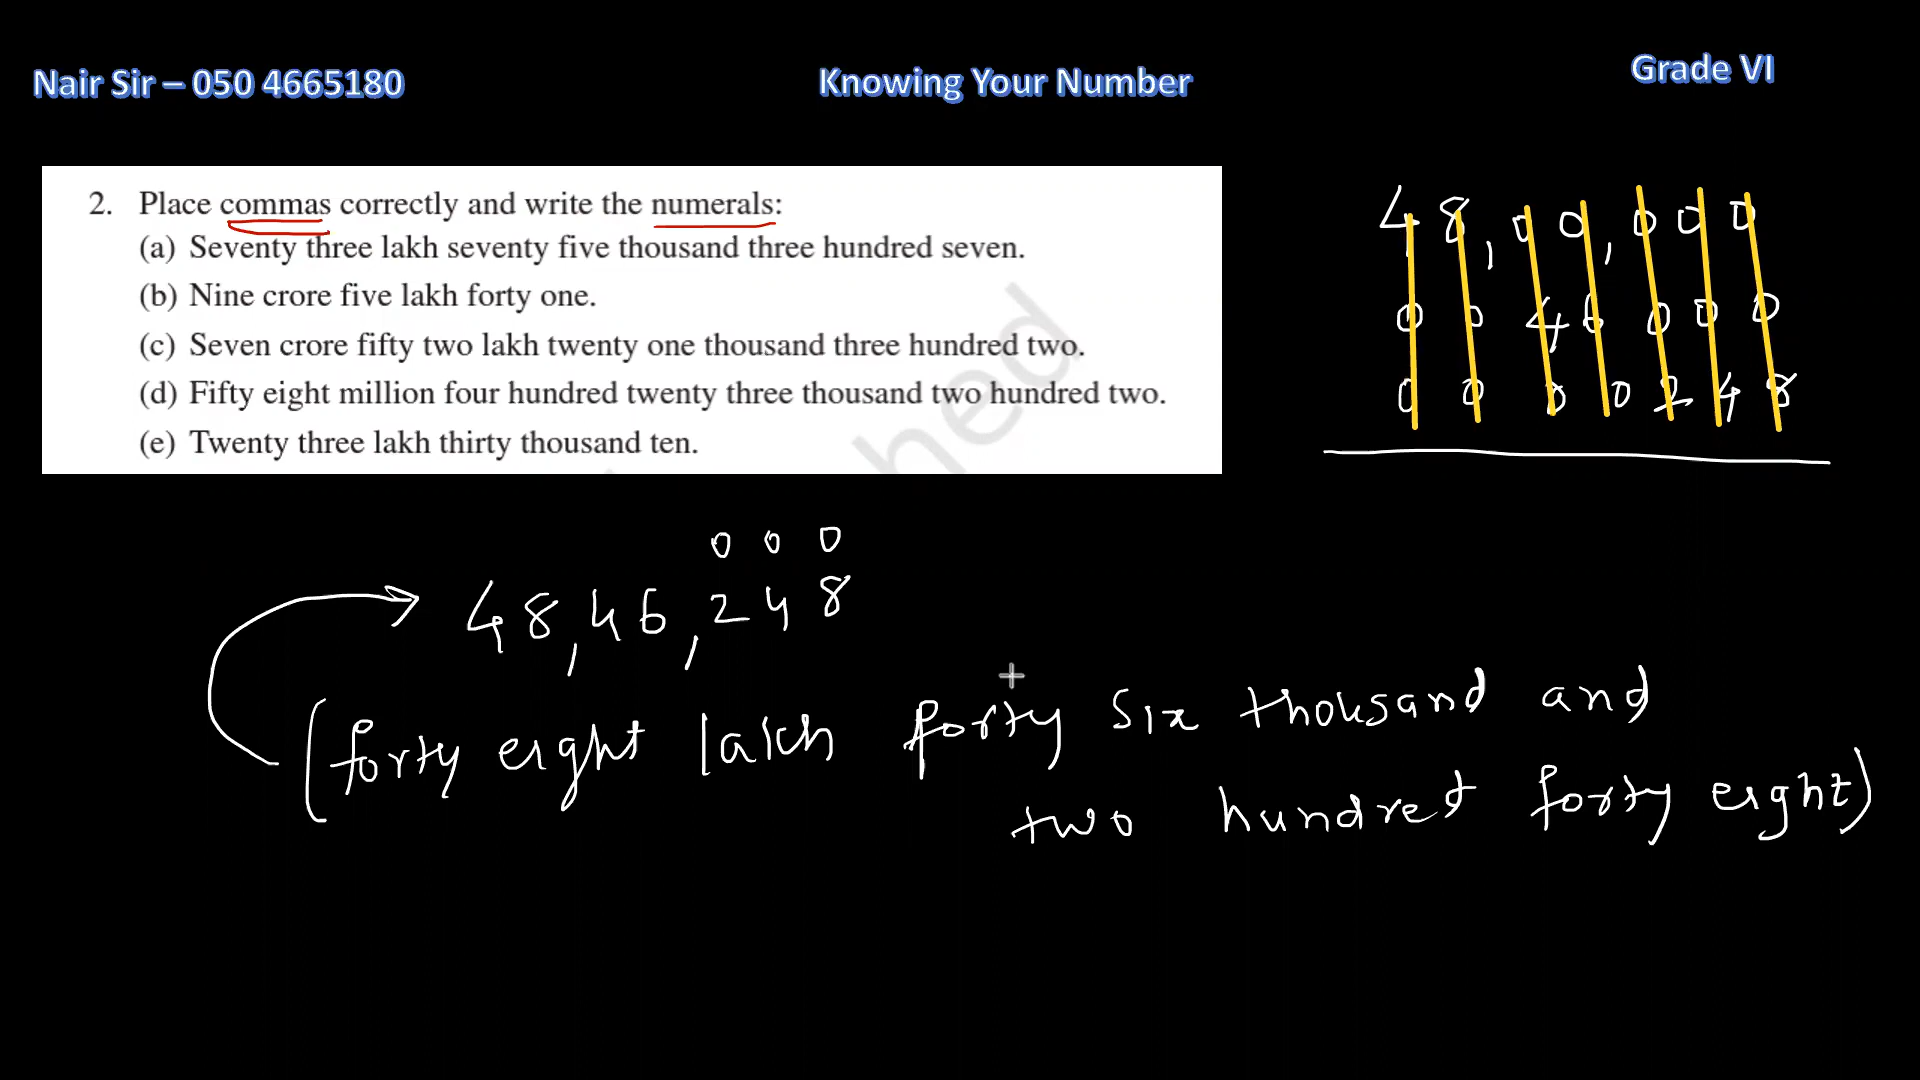 Nair Sir – 050 4665180
Knowing Your Number
Grade VI
2. Place commas correctly and write the numerals:
(a) Seventy three lakh seventy five thousand three hundred seven.
(b) Nine crore five lakh forty one.
(c) Seven crore fifty two lakh twenty one thousand three hundred two.
(d) Fifty eight million four hundred twenty three thousand two hundred two.
(e) Twenty three lakh thirty thousand ten.
hed
48,00,000
0046000
0000248
000
48,46,248
(forty eight lakh forty six thousand and
two hundred forty eight)